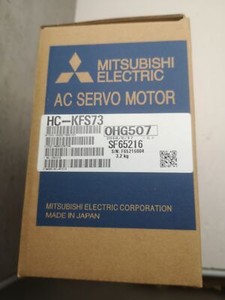 MITSUBISHI
ELECTRIC
AC SERVO MOTOR
HC-KFS73
OHG507
SF65216
3.2 kg
MITSUBISHI ELECTRIC CORPORATION
MADE IN JAPAN